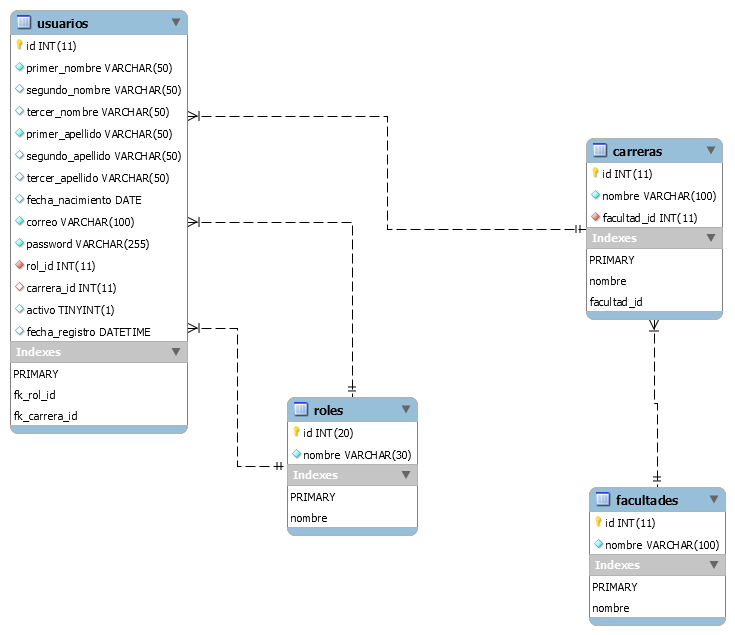 usuarios
id INT(11)
primer_nombre VARCHAR(50)
segundo_nombre VARCHAR(50)
tercer_nombre VARCHAR(50)
primer_apellido VARCHAR(50)
segundo_apellido VARCHAR(50)
tercer_apellido VARCHAR(50)
fecha_nacimiento DATE
correo VARCHAR(100)
password VARCHAR(255)
rol_id INT(11)
carrera_id INT(11)
activo TINYINT(1)
fecha_registro DATETIME
Indexes
PRIMARY
fk_rol_id
fk_carrera_id
carreras
id INT(11)
nombre VARCHAR(100)
facultad_id INT(11)
Indexes
PRIMARY
nombre
facultad_id
roles
id INT(20)
nombre VARCHAR(30)
Indexes
PRIMARY
nombre
facultades
id INT(11)
nombre VARCHAR(100)
Indexes
PRIMARY
nombre